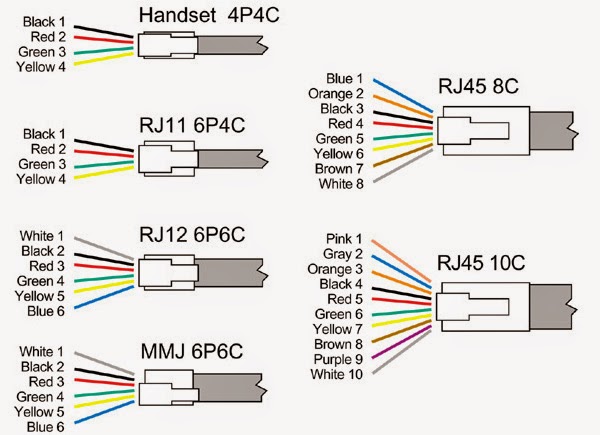 Handset 4P4C
Black 1
Red 2
Green 3
Yellow 4
RJ11 6P4C
Black 1
Red 2
Green 3
Yellow 4
RJ12 6P6C
White 1
Black 2
Red 3
Green 4
Yellow 5
Blue 6
MMJ 6P6C
White 1
Black 2
Red 3
Green 4
Yellow 5
Blue 6
RJ45 8C
Blue 1
Orange 2
Black 3
Red 4
Green 5
Yellow 6
Brown 7
White 8
RJ45 10C
Pink 1
Gray 2
Orange 3
Black 4
Red 5
Green 6
Yellow 7
Brown 8
Purple 9
White 10